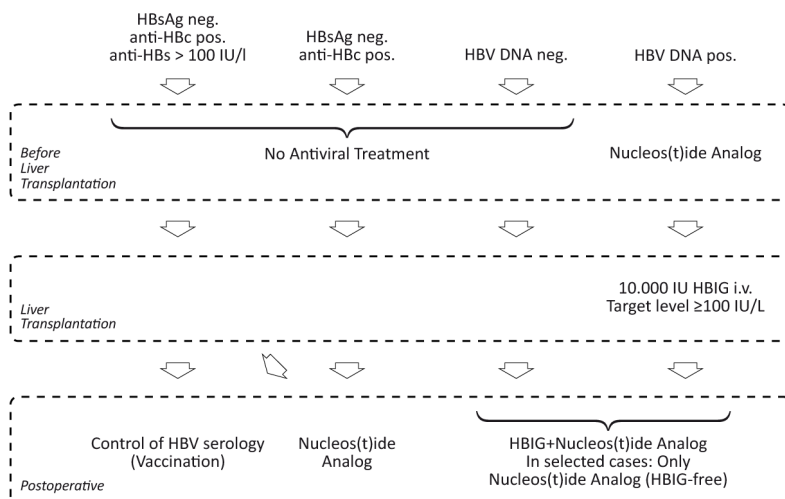 HBsAg neg.
anti-HBc pos.
anti-HBs > 100 IU/l
HBsAg neg.
anti-HBc pos.
HBV DNA neg.
HBV DNA pos.
Before
Liver
Transplantation
No Antiviral Treatment
Nucleos(t)ide Analog
Liver
Transplantation
10.000 IU HBIG i.v.
Target level ≥100 IU/L
Postoperative
Control of HBV serology
(Vaccination)
Nucleos(t)ide
Analog
HBIG+Nucleos(t)ide Analog
In selected cases: Only
Nucleos(t)ide Analog (HBIG-free)